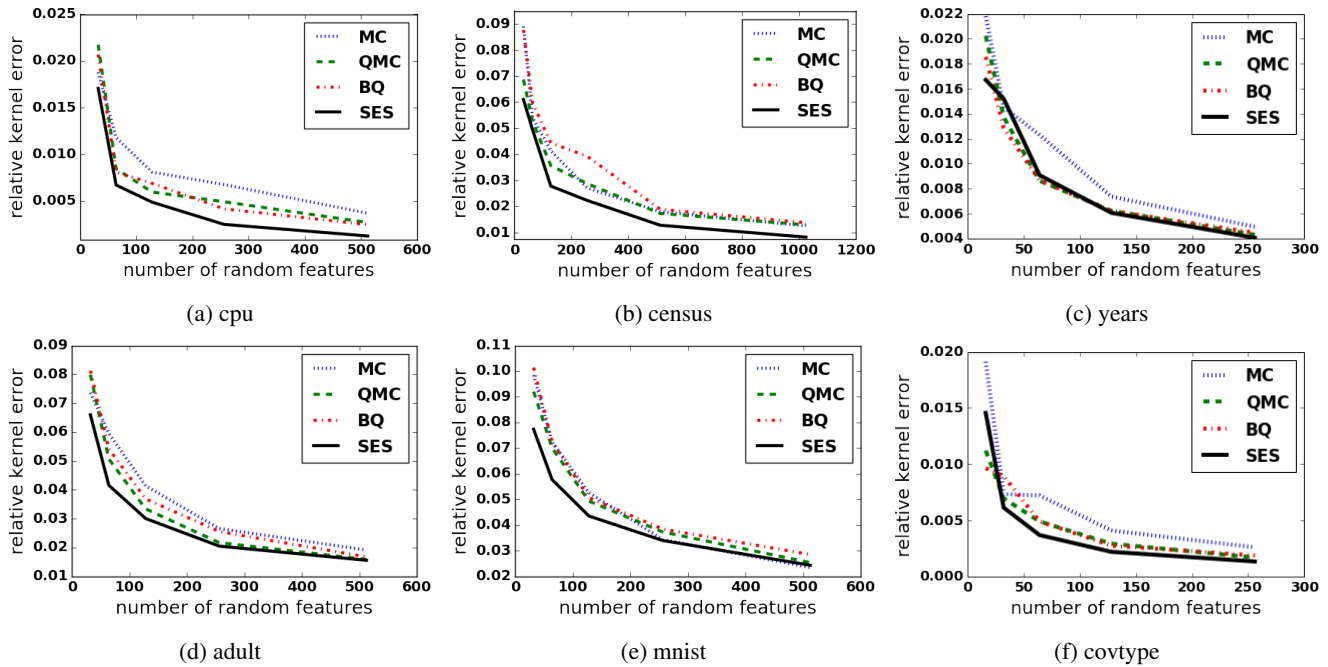 0.025
0.020
0.015
0.010
0.005
0 100 200 300 400 500 600
relative kernel error
number of random features
MC
QMC
BQ
SES
(a) cpu
0.09
0.08
0.07
0.06
0.05
0.04
0.03
0.02
0.01
0 200 400 600 800 1000 1200
relative kernel error
number of random features
MC
QMC
BQ
SES
(b) census
0.022
0.020
0.018
0.016
0.014
0.012
0.010
0.008
0.006
0.004
0 50 100 150 200 250 300
relative kernel error
number of random features
MC
QMC
BQ
SES
(c) years
0.09
0.08
0.07
0.06
0.05
0.04
0.03
0.02
0.01
0 100 200 300 400 500 600
relative kernel error
number of random features
MC
QMC
BQ
SES
(d) adult
0.11
0.10
0.09
0.08
0.07
0.06
0.05
0.04
0.03
0.02
0 100 200 300 400 500 600
relative kernel error
number of random features
MC
QMC
BQ
SES
(e) mnist
0.020
0.015
0.010
0.005
0.000
0 50 100 150 200 250 300
relative kernel error
number of random features
MC
QMC
BQ
SES
(f) covtype